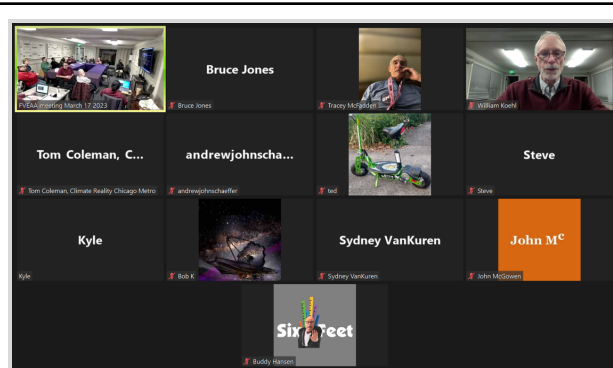 FVEAA meeting March 17 2023
Bruce Jones
Bruce Jones
Tracey McFadden
William Koehl
Tom Coleman, C...
Tom Coleman, Climate Reality Chicago Metro
andrewjohnscha...
andrewjohnschaeffer
ted
Steve
Steve
Kyle
Kyle
Bob K
Sydney VanKuren
Sydney VanKuren
John Mc
John McGowen
Six Feet
Buddy Hansen